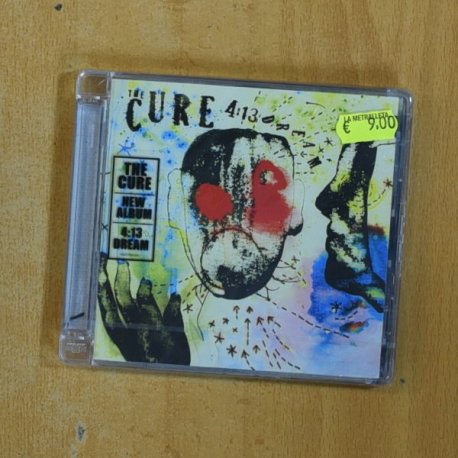 THE
CURE 4:13 DREAM
LA METRALLETA
€ 9,00
THE
CURE
NEW
ALBUM
4:13
DREAM